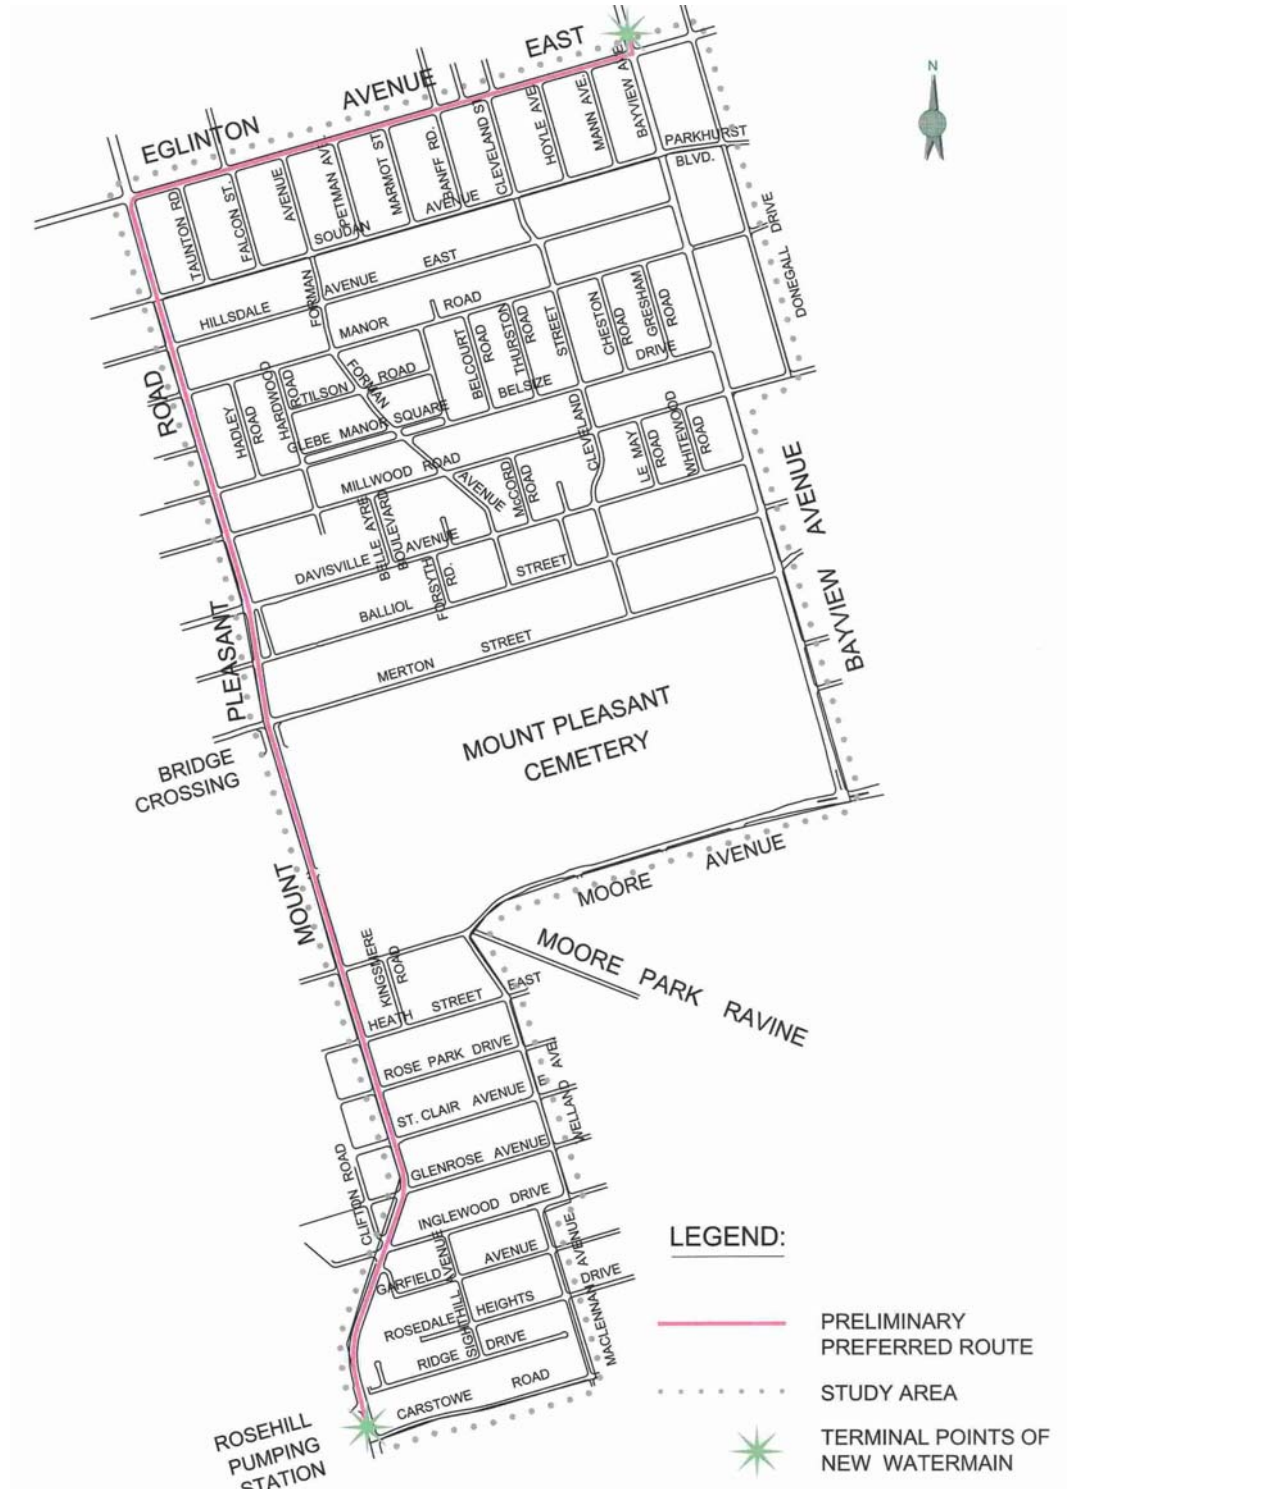 N
EGLINTON AVENUE EAST
TAUNTON RD
FALCON ST.
AVENUE
PETMAN AVE.
MARMOT ST
BANFF RD.
CLEVELAND ST
HOYLE AVE
MANN AVE.
BAYVIEW AVE
PARKHURST
BLVD.
SOUDAN AVENUE
HILLSDALE AVENUE EAST
FORMAN
MANOR ROAD
DONEGALL DRIVE
HADLEY
ROAD
HARDWOOD
ROAD
TILSON ROAD
FORMAN
BELCOURT
ROAD
THURSTON
ROAD
STREET
CHESTON
ROAD
GRESHAM
ROAD
BELSIZE DRIVE
GLEBE MANOR SQUARE
MILLWOOD ROAD
AVENUE
McCORD
ROAD
CLEVELAND
LE MAY
ROAD
WHITEWOOD
ROAD
BELLE AYRE
BOULEVARD
DAVISVILLE AVENUE
FORSYTH
RD.
BALLIOL STREET
MERTON STREET
MOUNT PLEASANT ROAD
BAYVIEW AVENUE
MOUNT PLEASANT
CEMETERY
BRIDGE
CROSSING
MOORE AVENUE
MOORE PARK RAVINE
KINGSMERE
ROAD
HEATH STREET EAST
ROSE PARK DRIVE
ST. CLAIR AVENUE E
WELLAND AVE
GLENROSE AVENUE
CLIFTON ROAD
INGLEWOOD DRIVE
GARFIELD AVENUE
SIGHTHILL AVENUE
ROSEDALE HEIGHTS DRIVE
MACLENNAN AVENUE
RIDGE DRIVE
CARSTOWE ROAD
ROSEHILL
PUMPING
STATION
LEGEND:
PRELIMINARY
PREFERRED ROUTE
STUDY AREA
TERMINAL POINTS OF
NEW WATERMAIN